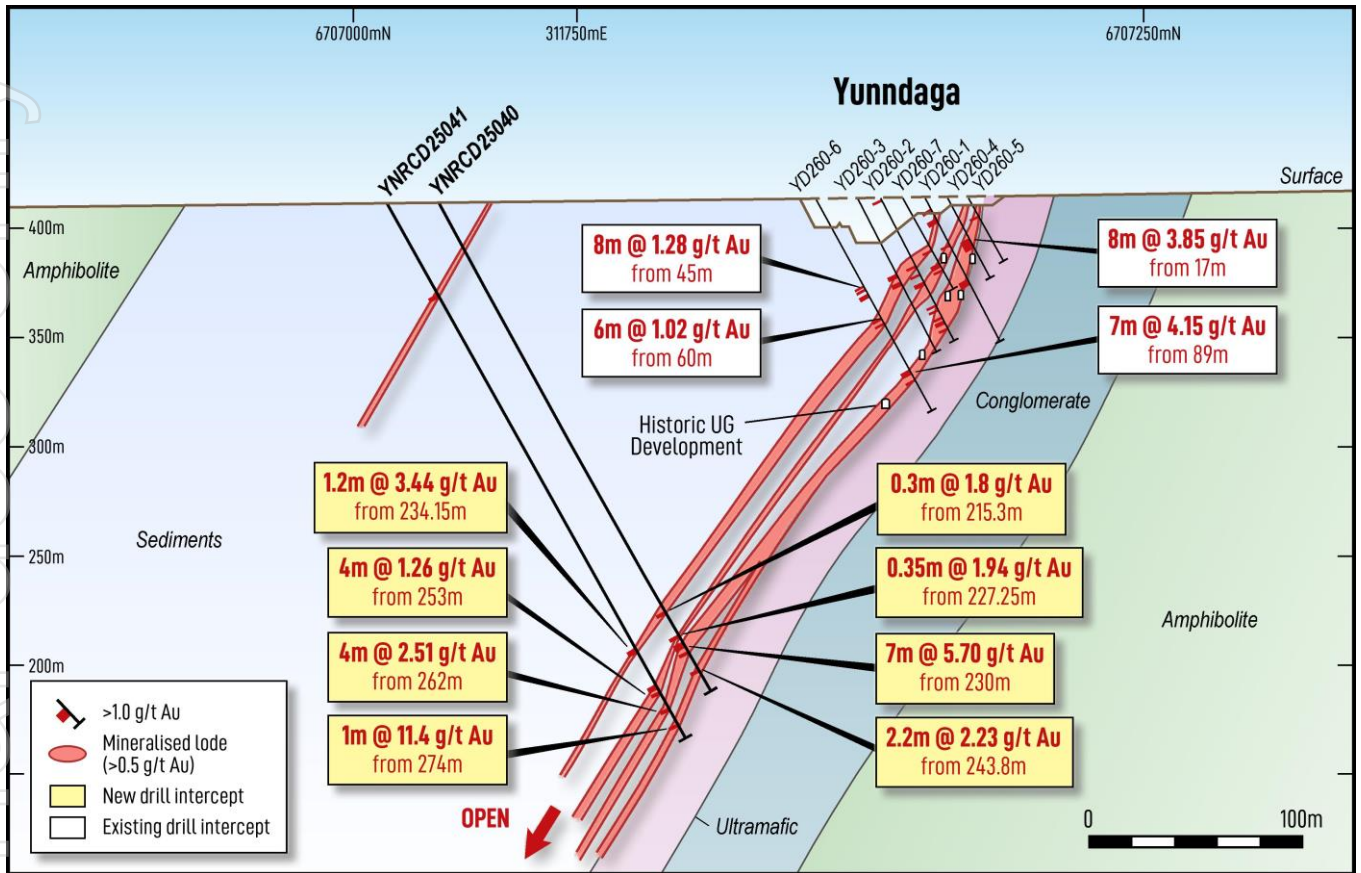 6707000mN
311750mE
6707250mN
Yunndaga
YNRCD25041
YNRCD25040
YD260-6
YD260-3
YD260-2
YD260-7
YD260-1
YD260-4
YD260-5
Surface
400m
350m
300m
250m
200m
Amphibolite
8m @ 1.28 g/t Au
from 45m
6m @ 1.02 g/t Au
from 60m
8m @ 3.85 g/t Au
from 17m
7m @ 4.15 g/t Au
from 89m
Conglomerate
Historic UG
Development
Sediments
1.2m @ 3.44 g/t Au
from 234.15m
4m @ 1.26 g/t Au
from 253m
4m @ 2.51 g/t Au
from 262m
1m @ 11.4 g/t Au
from 274m
0.3m @ 1.8 g/t Au
from 215.3m
0.35m @ 1.94 g/t Au
from 227.25m
7m @ 5.70 g/t Au
from 230m
2.2m @ 2.23 g/t Au
from 243.8m
Amphibolite
>1.0 g/t Au
Mineralised lode
(>0.5 g/t Au)
New drill intercept
Existing drill intercept
OPEN
Ultramafic
0
100m